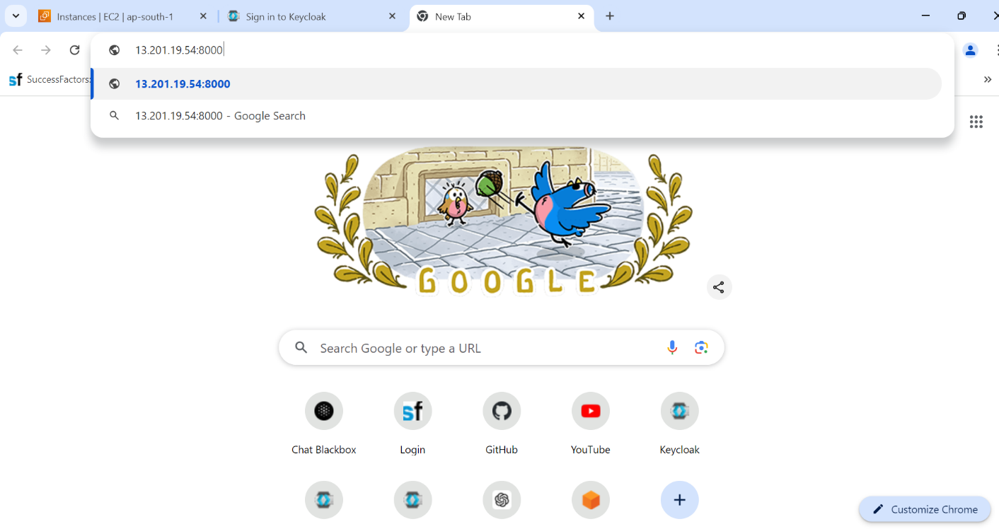 Instances | EC2 | ap-south-1
Sign in to Keycloak
New Tab
13.201.19.54:8000
sf SuccessFactors:
13.201.19.54:8000
13.201.19.54:8000 - Google Search
GOOGLE
Search Google or type a URL
sf
Chat Blackbox
Login
GitHub
YouTube
Keycloak
Customize Chrome